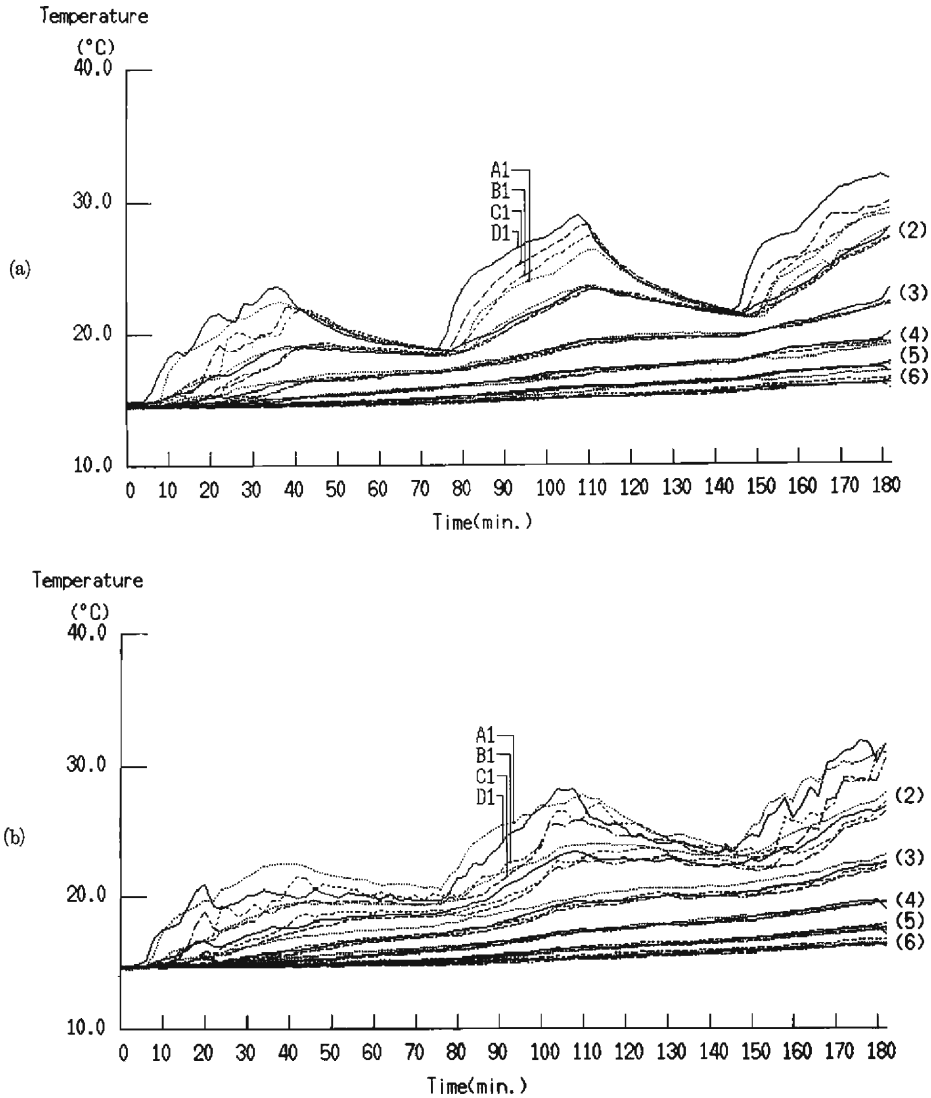 Temperature
(°C)
40.0
30.0
20.0
10.0
(a)
A1
B1
C1
D1
(2)
(3)
(4)
(5)
(6)
0 10 20 30 40 50 60 70 80 90 100 110 120 130 140 150 160 170 180
Time(min.)
Temperature
(°C)
40.0
30.0
20.0
10.0
(b)
A1
B1
C1
D1
(2)
(3)
(4)
(5)
(6)
0 10 20 30 40 50 60 70 80 90 100 110 120 130 140 150 160 170 180
Time(min.)